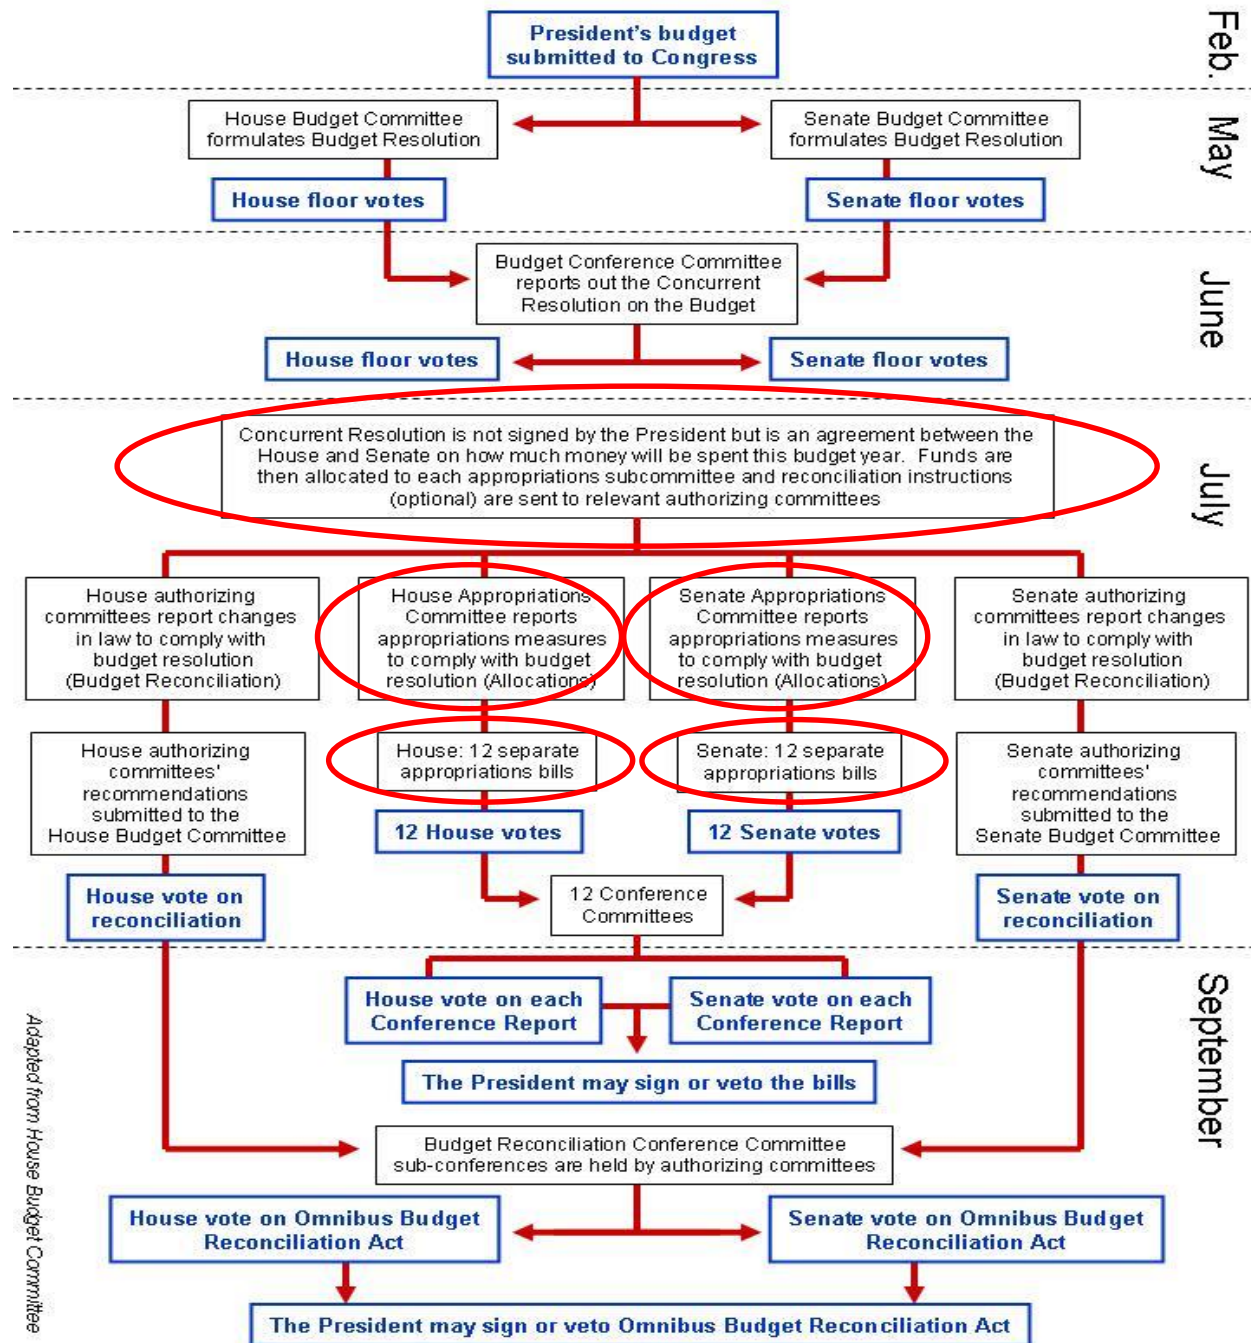 President's budget
submitted to Congress
Feb.
House Budget Committee
formulates Budget Resolution
Senate Budget Committee
formulates Budget Resolution
May
House floor votes
Senate floor votes
Budget Conference Committee
reports out the Concurrent
Resolution on the Budget
June
House floor votes
Senate floor votes
Concurrent Resolution is not signed by the President but is an agreement between the
House and Senate on how much money will be spent this budget year. Funds are
then allocated to each appropriations subcommittee and reconciliation instructions
(optional) are sent to relevant authorizing committees
July
House authorizing
committees report changes
in law to comply with
budget resolution
(Budget Reconciliation)
House Appropriations
Committee reports
appropriations measures
to comply with budget
resolution (Allocations)
Senate Appropriations
Committee reports
appropriations measures
to comply with budget
resolution (Allocations)
Senate authorizing
committees report changes
in law to comply with
budget resolution
(Budget Reconciliation)
House authorizing
committees'
recommendations
submitted to the
House Budget Committee
House: 12 separate
appropriations bills
Senate: 12 separate
appropriations bills
Senate authorizing
committees'
recommendations
submitted to the
Senate Budget Committee
12 House votes
12 Senate votes
House vote on
reconciliation
12 Conference
Committees
Senate vote on
reconciliation
September
House vote on each
Conference Report
Senate vote on each
Conference Report
The President may sign or veto the bills
Budget Reconciliation Conference Committee
sub-conferences are held by authorizing committees
House vote on Omnibus Budget
Reconciliation Act
Senate vote on Omnibus Budget
Reconciliation Act
The President may sign or veto Omnibus Budget Reconciliation Act
Adapted from House Budget Committee